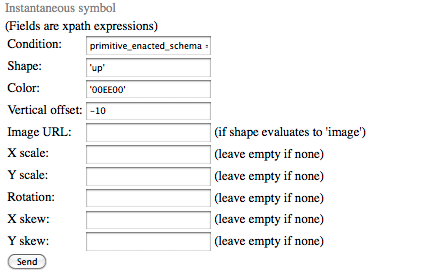 Instantaneous symbol
(Fields are xpath expressions)
Condition: primitive_enacted_schema =
Shape: 'up'
Color: '00EE00'
Vertical offset: -10
Image URL: (if shape evaluates to 'image')
X scale: (leave empty if none)
Y scale: (leave empty if none)
Rotation: (leave empty if none)
X skew: (leave empty if none)
Y skew: (leave empty if none)
Send